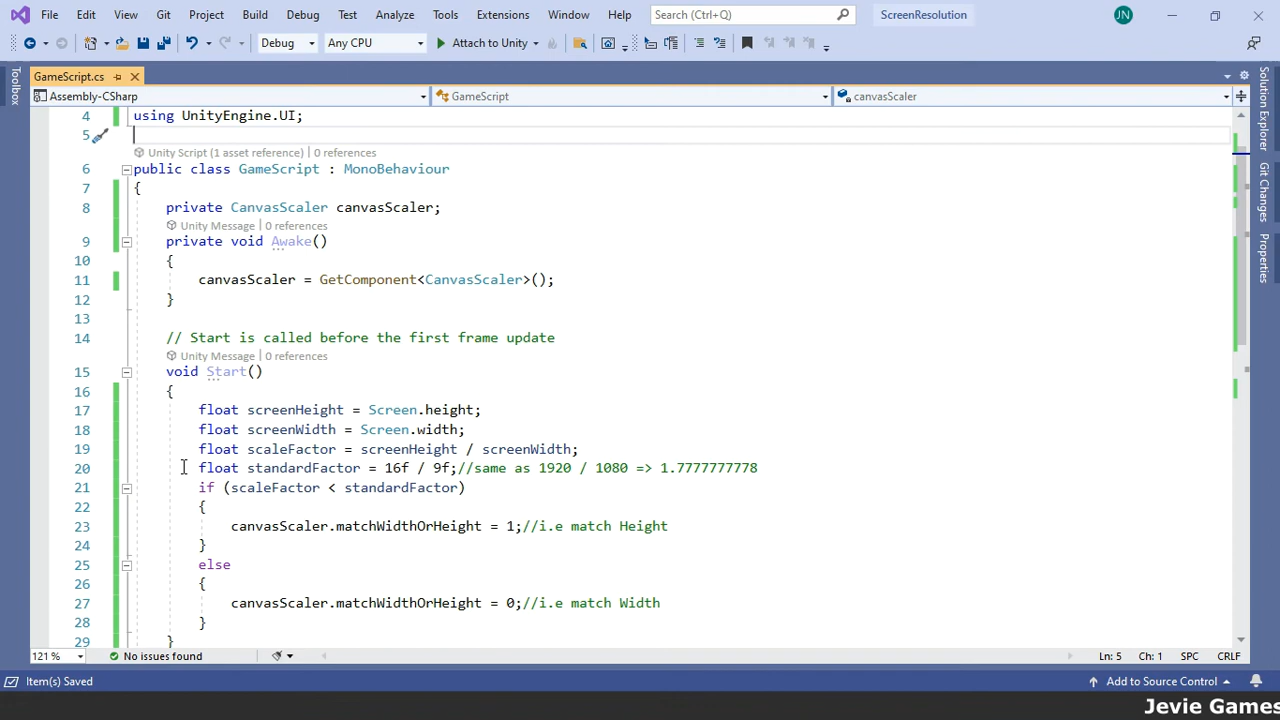 File Edit View Git Project Build Debug Test Analyze Tools Extensions Window Help Search (Ctrl+Q) ScreenResolution JN
Debug Any CPU Attach to Unity
GameScript.cs
Assembly-CSharp GameScript canvasScaler
Toolbox
Solution Explorer
Git Changes
Properties
4 using UnityEngine.UI;
5
Unity Script (1 asset reference) | 0 references
6 public class GameScript : MonoBehaviour
7 {
8 private CanvasScaler canvasScaler;
Unity Message | 0 references
9 private void Awake()
10 {
11 canvasScaler = GetComponent<CanvasScaler>();
12 }
13
14 // Start is called before the first frame update
Unity Message | 0 references
15 void Start()
16 {
17 float screenHeight = Screen.height;
18 float screenWidth = Screen.width;
19 float scaleFactor = screenHeight / screenWidth;
20 float standardFactor = 16f / 9f;//same as 1920 / 1080 => 1.7777777778
21 if (scaleFactor < standardFactor)
22 {
23 canvasScaler.matchWidthOrHeight = 1;//i.e match Height
24 }
25 else
26 {
27 canvasScaler.matchWidthOrHeight = 0;//i.e match Width
28 }
29 }
121 % No issues found Ln: 5 Ch: 1 SPC CRLF
Item(s) Saved Add to Source Control
Jevie Games